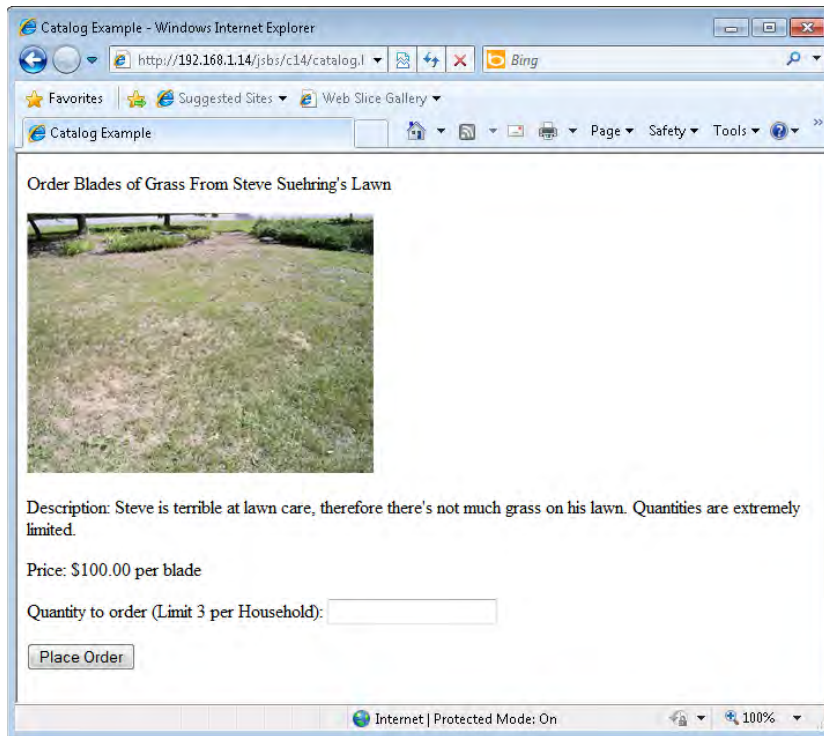 Catalog Example - Windows Internet Explorer
http://192.168.1.14/jsbs/c14/catalog.l
Bing
Favorites
Suggested Sites
Web Slice Gallery
Catalog Example
Page
Safety
Tools
»
Order Blades of Grass From Steve Suehring's Lawn
Description: Steve is terrible at lawn care, therefore there's not much grass on his lawn. Quantities are extremely
limited.
Price: $100.00 per blade
Quantity to order (Limit 3 per Household):
Place Order
Internet | Protected Mode: On
100%